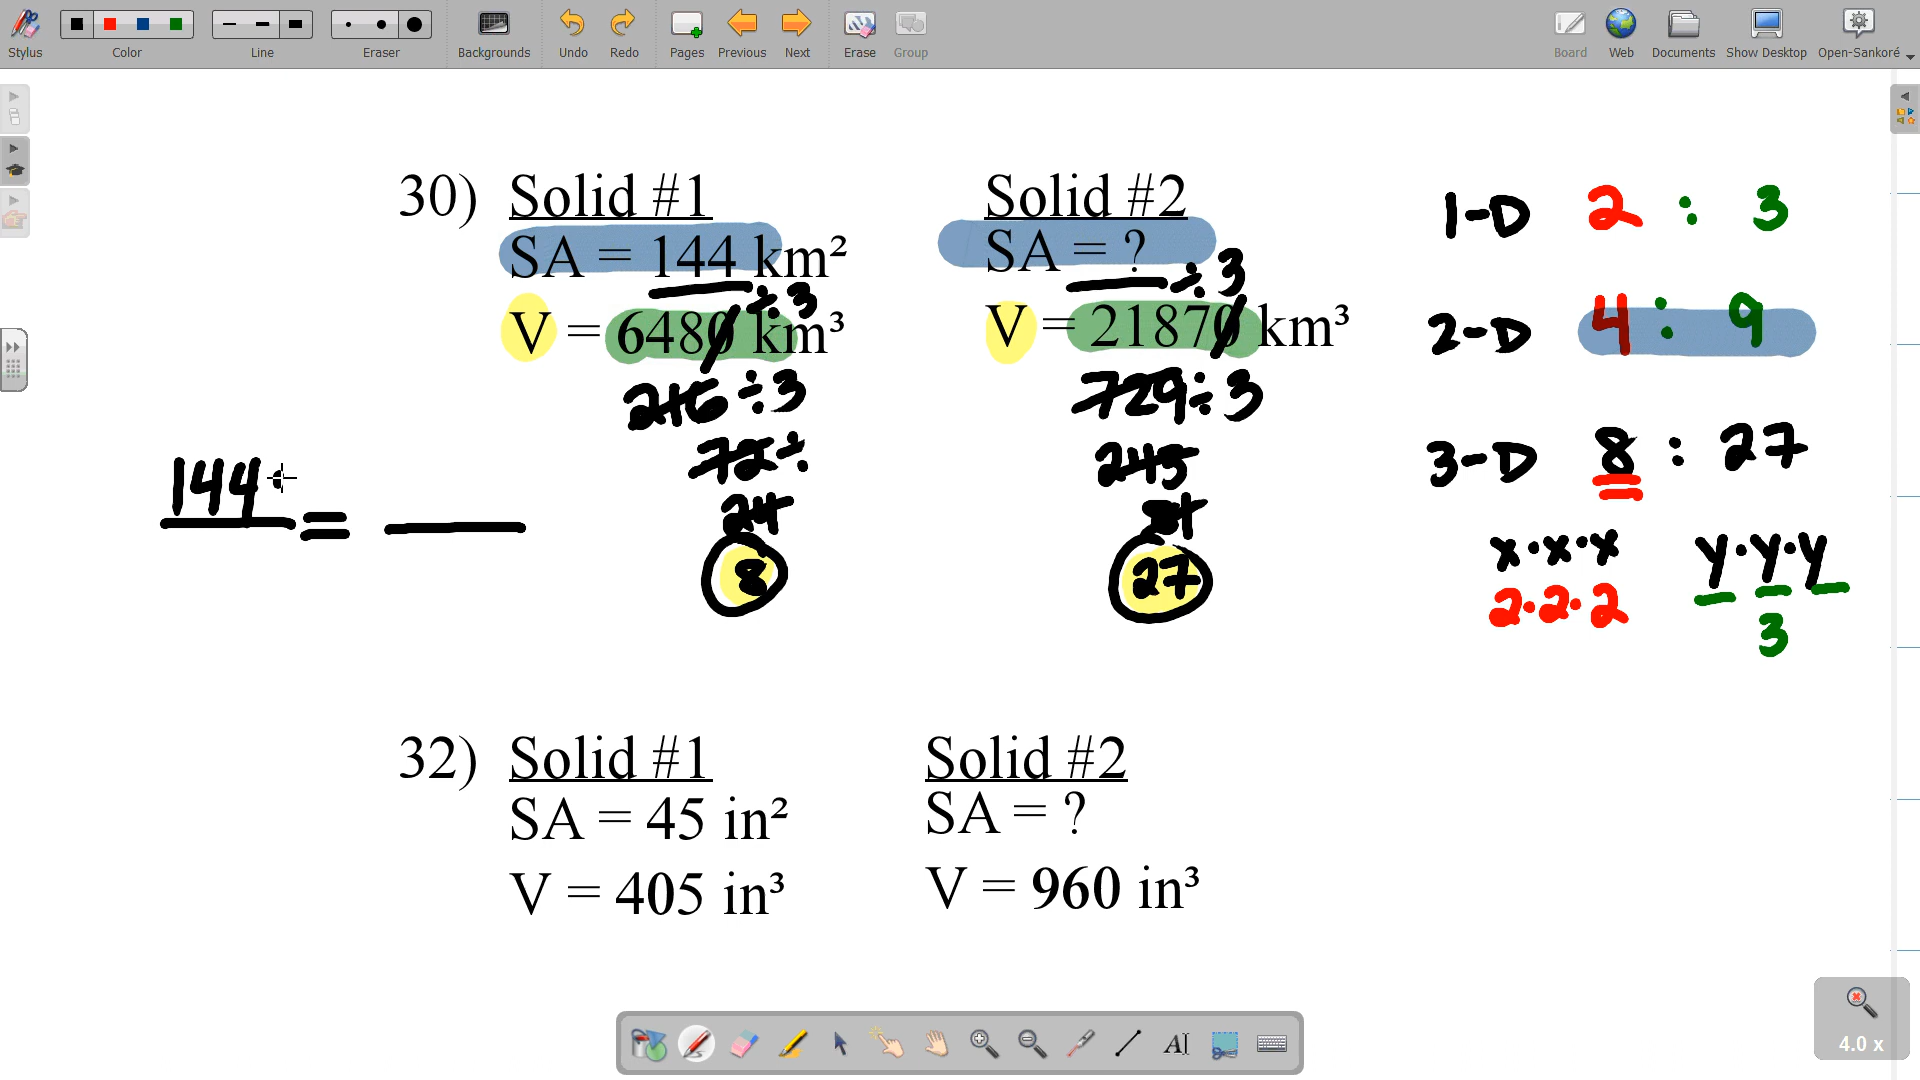 Stylus Color Line Eraser Backgrounds Undo Redo Pages Previous Next Erase Group Board Web Documents Show Desktop Open-Sankoré
30) Solid #1 Solid #2
SA = 144 km² SA = ?
÷ 3 ÷ 3
V = 6480 km³ V = 21870 km³
216 ÷ 3 729 ÷ 3
72 ÷ 243
24
8 27
144
=
1-D 2 : 3
2-D 4 : 9
3-D 8 : 27
x·x·x y·y·y
2·2·2 3
32) Solid #1 Solid #2
SA = 45 in² SA = ?
V = 405 in³ V = 960 in³
4.0 x